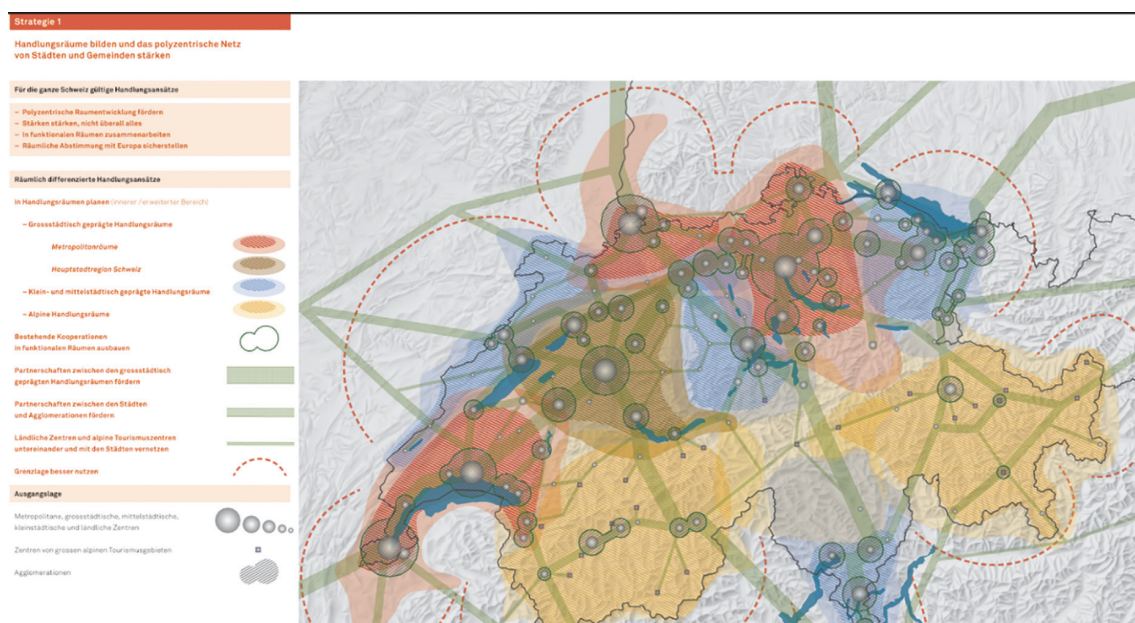 Strategie 1
Handlungsräume bilden und das polyzentrische Netz
von Städten und Gemeinden stärken
Für die ganze Schweiz gültige Handlungsansätze
– Polyzentrische Raumentwicklung fördern
– Stärken stärken, nicht überall alles
– In funktionalen Räumen zusammenarbeiten
– Räumliche Abstimmung mit Europa sicherstellen
Räumlich differenzierte Handlungsansätze
In Handlungsräumen planen (innerer / erweiterter Bereich)
– Grossstädtisch geprägte Handlungsräume
Metropolitanräume
Hauptstadtregion Schweiz
– Klein- und mittelstädtisch geprägte Handlungsräume
– Alpine Handlungsräume
Bestehende Kooperationen
in funktionalen Räumen ausbauen
Partnerschaften zwischen den grossstädtisch
geprägten Handlungsräumen fördern
Partnerschaften zwischen den Städten
und Agglomerationen fördern
Ländliche Zentren und alpine Tourismuszentren
untereinander und mit den Städten vernetzen
Grenzlage besser nutzen
Ausgangslage
Metropolitane, grossstädtische, mittelstädtische,
kleinstädtische und ländliche Zentren
Zentren von grossen alpinen Tourismusgebieten
Agglomerationen